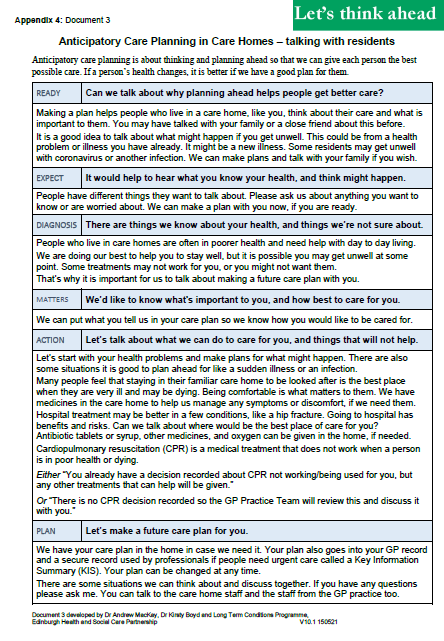 Let's think ahead
Appendix 4: Document 3
Anticipatory Care Planning in Care Homes – talking with residents
Anticipatory care planning is about thinking and planning ahead so that we can give each person the best
possible care. If a person's health changes, it is better if we have a good plan for them.
READY Can we talk about why planning ahead helps people get better care?
Making a plan helps people who live in a care home, like you, think about their care and what is
important to them. You may have talked with your family or a close friend about this before.
It is a good idea to talk about what might happen if you get unwell. This could be from a health
problem or illness you have already. It might be a new illness. Some residents may get unwell
with coronavirus or another infection. We can make plans and talk with your family if you wish.
EXPECT It would help to hear what you know your health, and think might happen.
People have different things they want to talk about. Please ask us about anything you want to
know or are worried about. We can make a plan with you now, if you are ready.
DIAGNOSIS There are things we know about your health, and things we're not sure about.
People who live in care homes are often in poorer health and need help with day to day living.
We are doing our best to help you to stay well, but it is possible you may get unwell at some
point. Some treatments may not work for you, or you might not want them.
That's why it is important for us to talk about making a future care plan with you.
MATTERS We'd like to know what's important to you, and how best to care for you.
We can put what you tell us in your care plan so we know how you would like to be cared for.
ACTION Let's talk about what we can do to care for you, and things that will not help.
Let's start with your health problems and make plans for what might happen. There are also
some situations it is good to plan ahead for like a sudden illness or an infection.
Many people feel that staying in their familiar care home to be looked after is the best place
when they are very ill and may be dying. Being comfortable is what matters to them. We have
medicines in the care home to help us manage any symptoms or discomfort, if we need them.
Hospital treatment may be better in a few conditions, like a hip fracture. Going to hospital has
benefits and risks. Can we talk about where would be the best place of care for you?
Antibiotic tablets or syrup, other medicines, and oxygen can be given in the home, if needed.
Cardiopulmonary resuscitation (CPR) is a medical treatment that does not work when a person
is in poor health or dying.
Either "You already have a decision recorded about CPR not working/being used for you, but
any other treatments that can help will be given."
Or "There is no CPR decision recorded so the GP Practice Team will review this and discuss it
with you."
PLAN Let's make a future care plan for you.
We have your care plan in the home in case we need it. Your plan also goes into your GP record
and a secure record used by professionals if people need urgent care called a Key Information
Summary (KIS). Your plan can be changed at any time.
There are some situations we can think about and discuss together. If you have any questions
please ask me. You can talk to the care home staff and the staff from the GP practice too.
Document 3 developed by Dr Andrew MacKay, Dr Kirsty Boyd and Long Term Conditions Programme,
Edinburgh Health and Social Care Partnership V10.1 150521